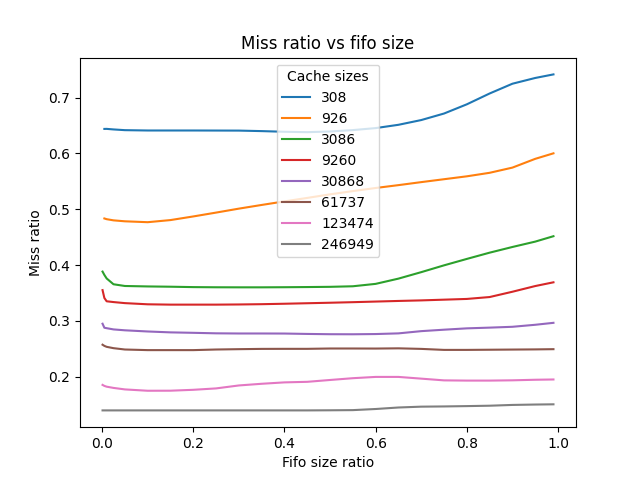 Miss ratio vs fifo size
Cache sizes
308
926
3086
9260
30868
61737
123474
246949
Miss ratio
0.7
0.6
0.5
0.4
0.3
0.2
0.0 0.2 0.4 0.6 0.8 1.0
Fifo size ratio